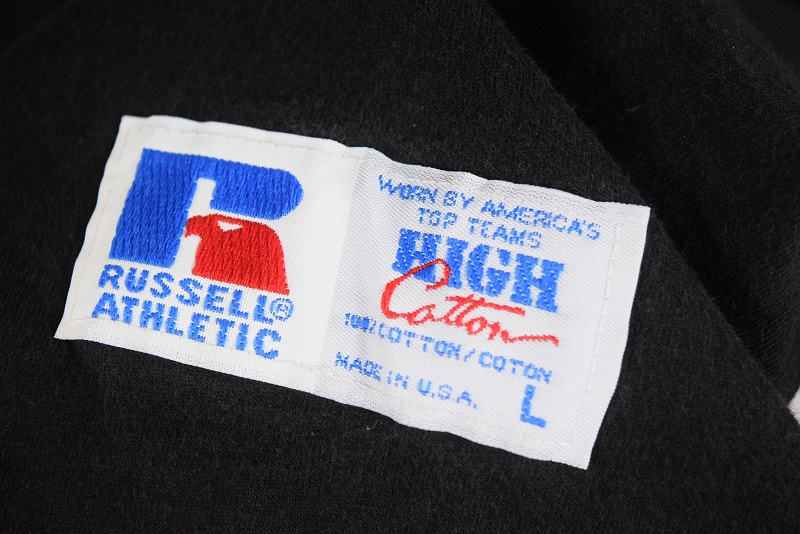 RUSSELL®
ATHLETIC
WORN BY AMERICA'S
TOP TEAMS
HIGH
Cotton
100%COTTON/COTON
MADE IN U.S.A.
L